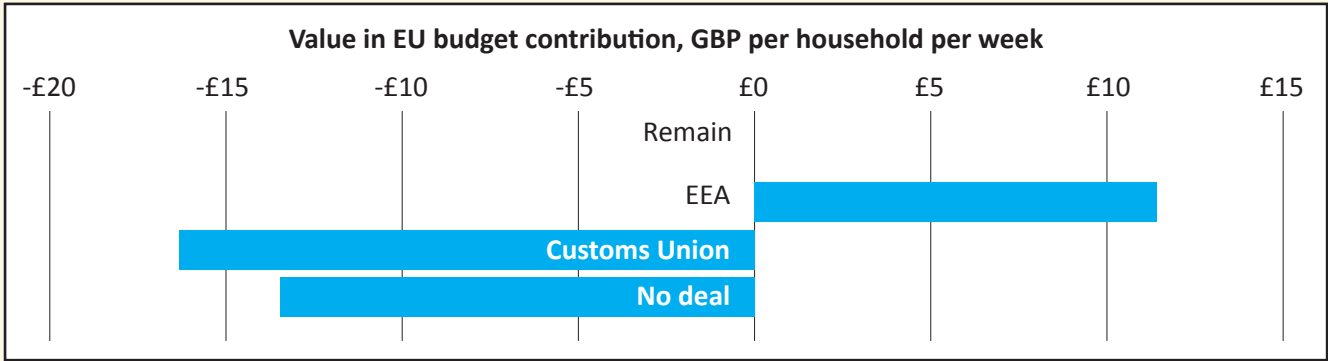 Value in EU budget contribution, GBP per household per week
-£20 -£15 -£10 -£5 £0 £5 £10 £15
Remain
EEA
Customs Union
No deal